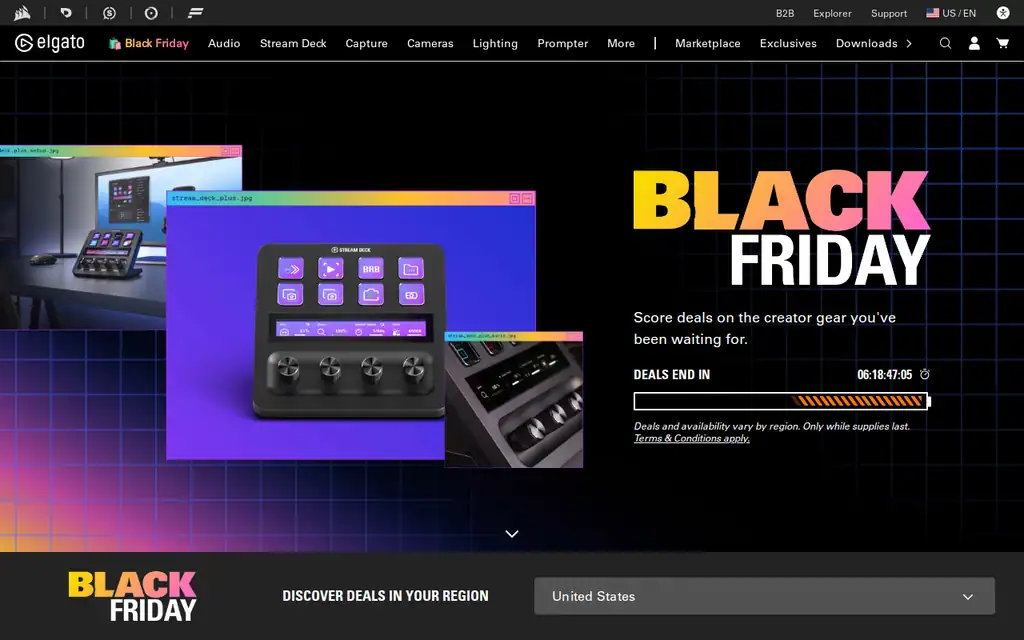 B2B Explorer Support US / EN
elgato Black Friday Audio Stream Deck Capture Cameras Lighting Prompter More | Marketplace Exclusives Downloads
stream_deck_plus.jpg
STREAM DECK
BRB
BLACK
FRIDAY
Score deals on the creator gear you've
been waiting for.
DEALS END IN 06:18:47:05
Deals and availability vary by region. Only while supplies last.
Terms & Conditions apply.
BLACK
FRIDAY
DISCOVER DEALS IN YOUR REGION
United States